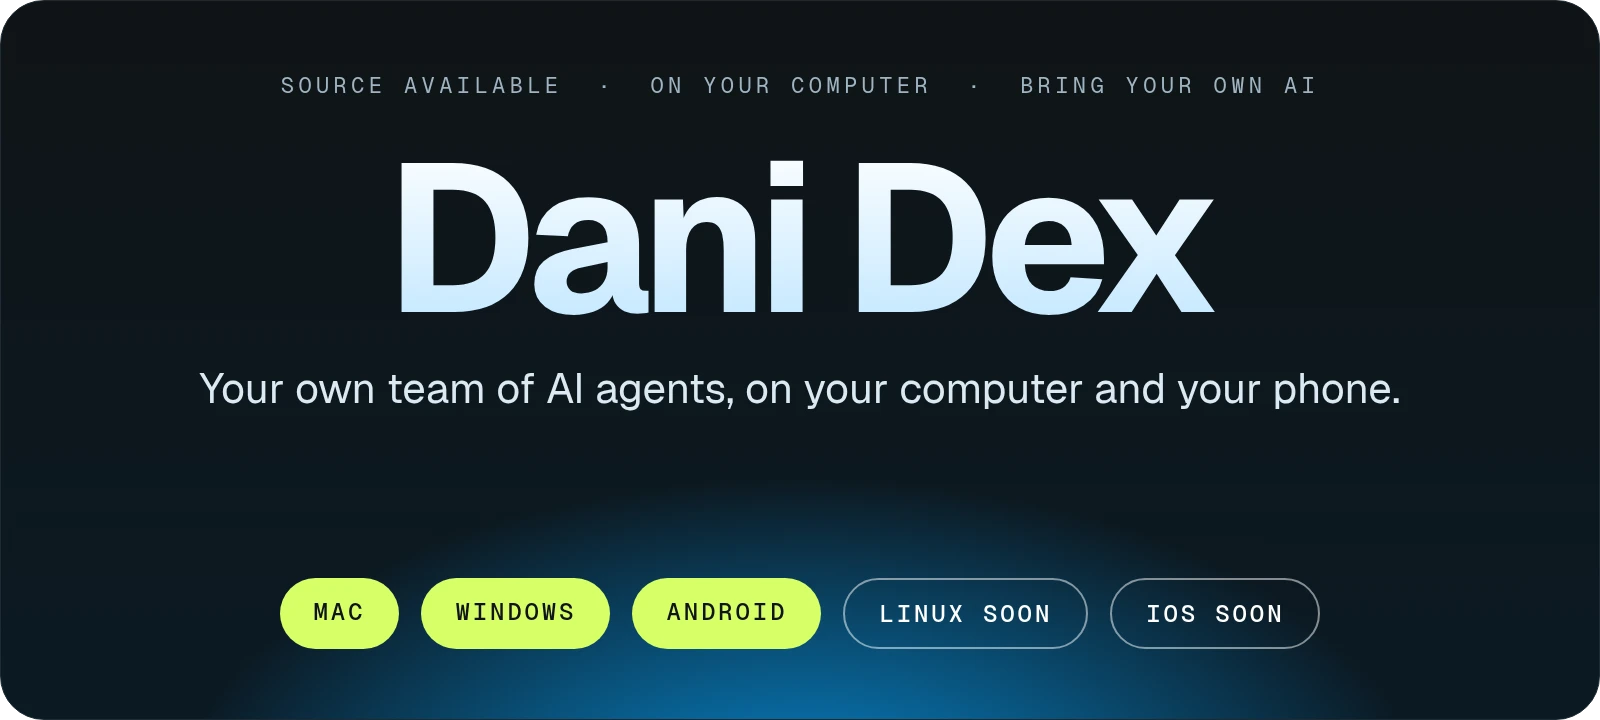 SOURCE AVAILABLE · ON YOUR COMPUTER · BRING YOUR OWN AI
Dani Dex
Your own team of AI agents, on your computer and your phone.
MAC WINDOWS ANDROID LINUX SOON IOS SOON